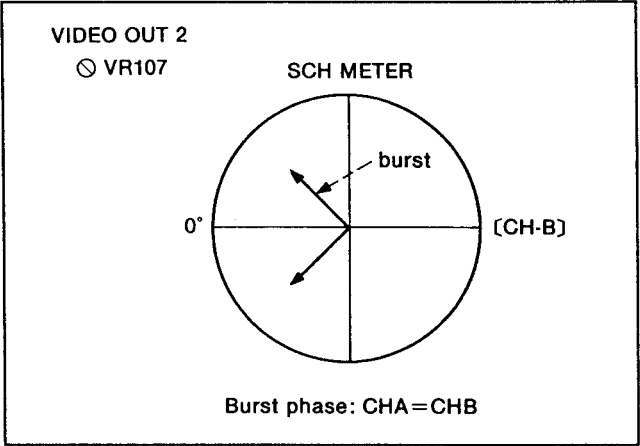 VIDEO OUT 2
⦸ VR107
SCH METER
burst
0°
〔CH-B〕
Burst phase: CHA=CHB